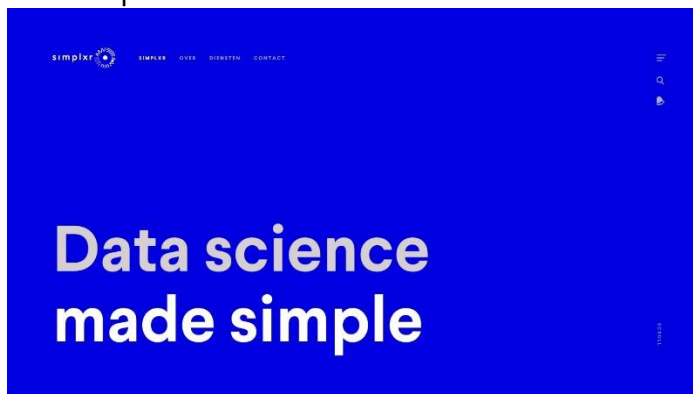 simplxr
SIMPLXR OVER DIENSTEN CONTACT
Data science
made simple
SCROLL